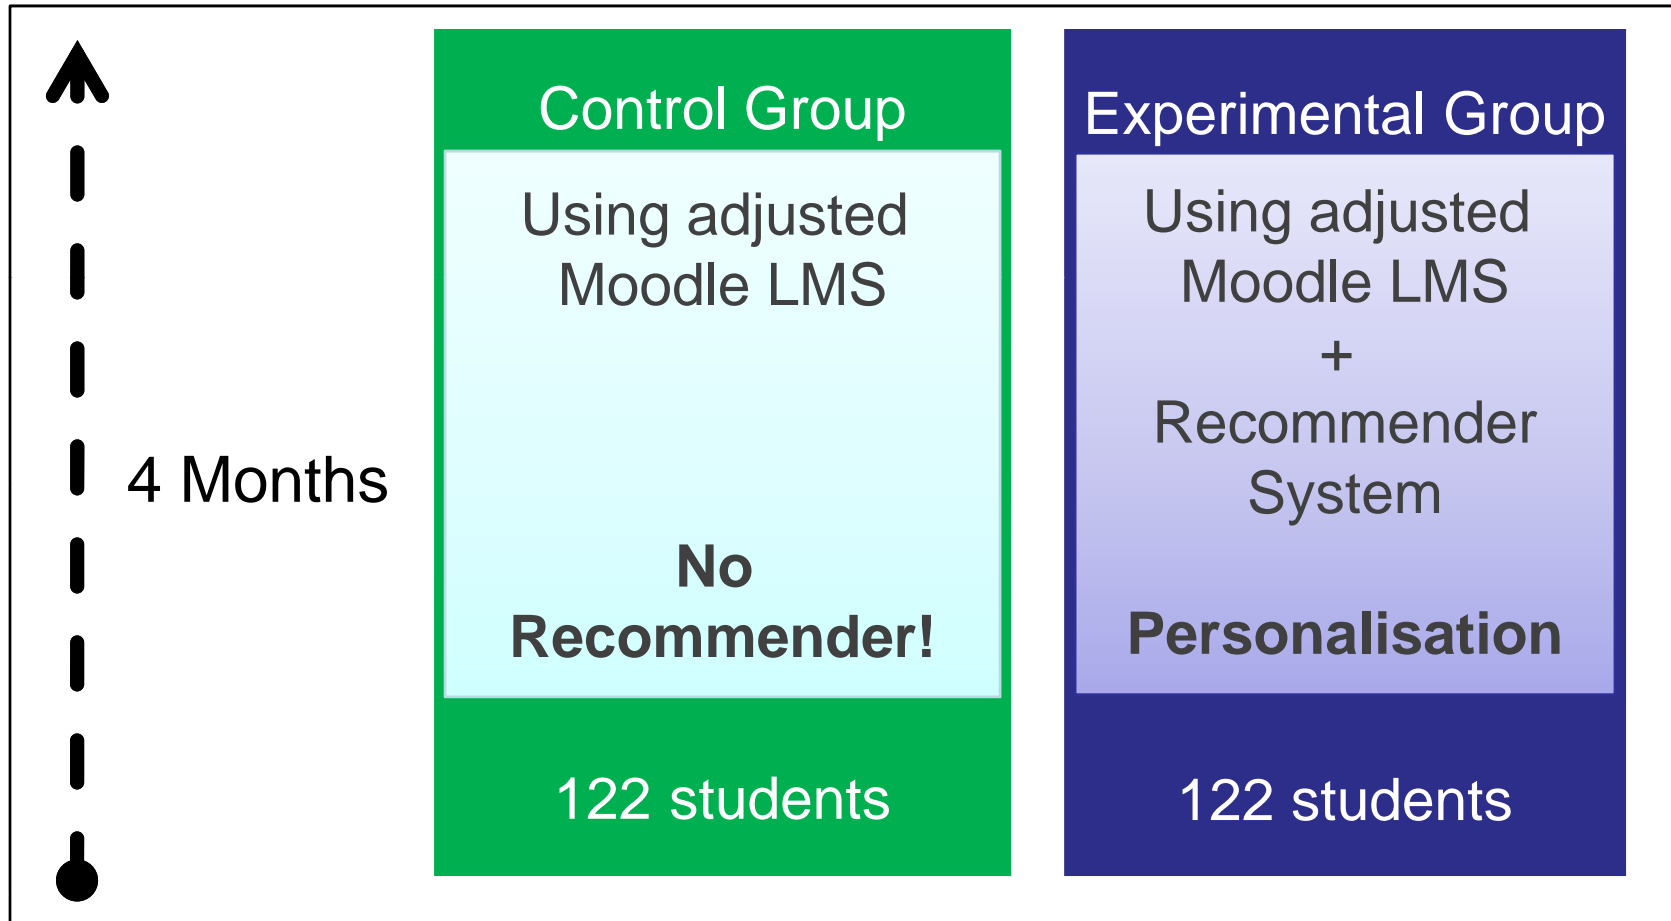 4 Months
Control Group
Using adjusted
Moodle LMS
No
Recommender!
122 students
Experimental Group
Using adjusted
Moodle LMS
+
Recommender
System
Personalisation
122 students